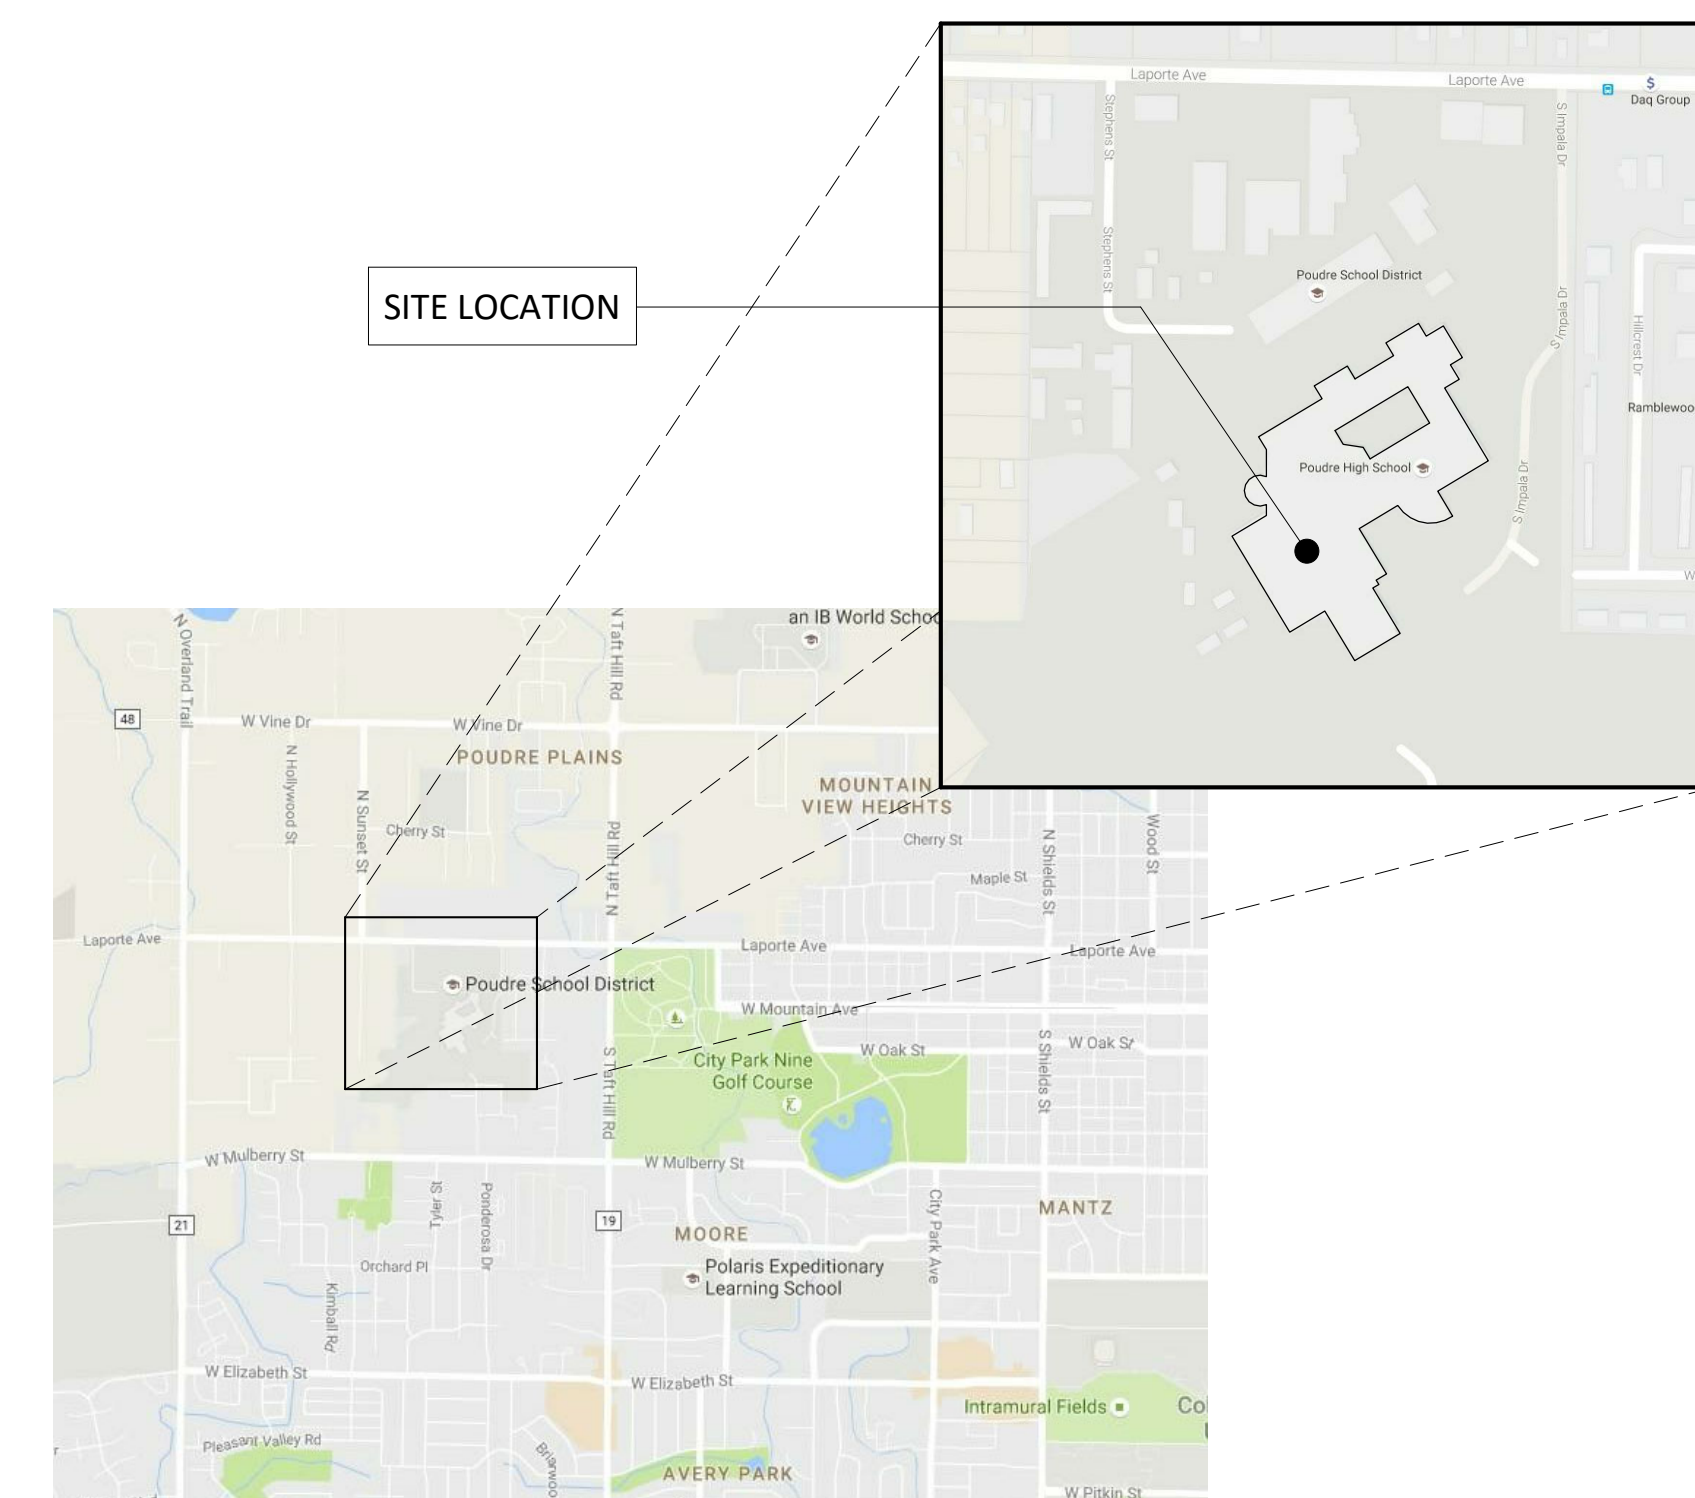 Laporte Ave
Laporte Ave
$
Daq Group
Stephens St
S Impala Dr
Stephens St
Poudre School District
SITE LOCATION
S Impala Dr
Hillcrest Dr
Poudre High School
S Impala Dr
N Overland Trail
N Taft Hill Rd
an IB World
48
W Vine Dr
W Vine Dr
POUDRE PLAINS
N Hollywood St
N Sunset St
MOUNTAIN
VIEW HEIGHTS
Cherry St
N Taft Hill Rd
Cherry St
N Shields St
Wood St
Maple St
Laporte Ave
Laporte Ave
Laporte Ave
Poudre School District
W Mountain Ave
City Park Nine
Golf Course
W Oak St
W Oak St
S Taft Hill Rd
S Shields St
W Mulberry St
W Mulberry St
Tyler St
Ponderosa Dr
City Park Ave
MANTZ
21
19
MOORE
Orchard Pl
Polaris Expeditionary
Learning School
Kimball Rd
W Elizabeth St
W Elizabeth St
Intramural Fields
Pleasant Valley Rd
AVERY PARK
W Pitkin St